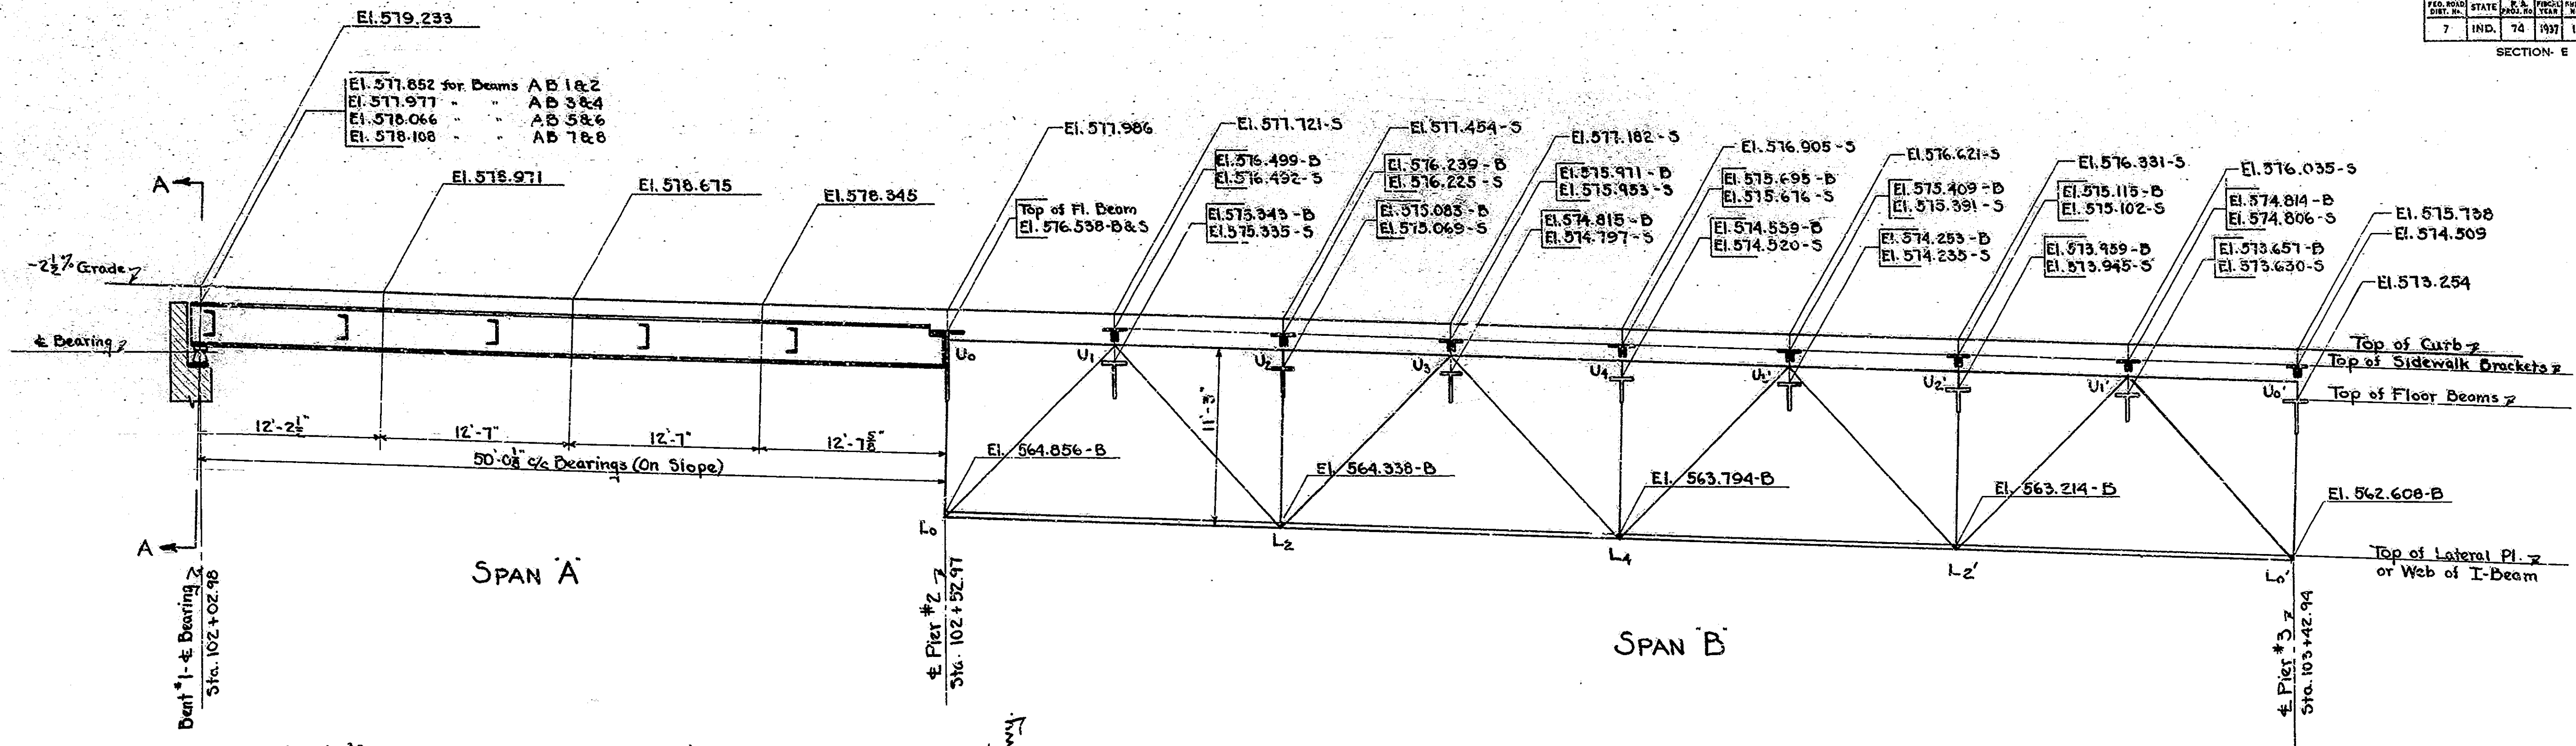 FED. ROAD DIST. No.
STATE
F. A. PROJ. No
FISCAL YEAR
7
IND.
74
1937
SECTION- E
El. 579.233
El. 577.852 for Beams AB 1&2
El. 577.977 " " AB 3&4
El. 578.066 " " AB 5&6
El. 578.108 " " AB 7&8
El. 578.971
El. 578.675
El. 578.345
El. 577.986
Top of Fl. Beam
El. 576.538-B&S
El. 577.721-S
El. 576.499-B
El. 576.492-S
El. 575.343-B
El. 575.335-S
El. 577.454-S
El. 576.239-B
El. 576.225-S
El. 575.083-B
El. 575.069-S
El. 577.182-S
El. 575.971-B
El. 575.953-S
El. 574.815-B
El. 574.797-S
El. 576.905-S
El. 575.695-B
El. 575.676-S
El. 574.539-B
El. 574.520-S
El. 576.621-S
El. 575.409-B
El. 575.391-S
El. 574.253-B
El. 574.235-S
El. 576.331-S
El. 575.115-B
El. 575.102-S
El. 573.959-B
El. 573.945-S
El. 576.035-S
El. 574.814-B
El. 574.806-S
El. 573.657-B
El. 573.630-S
El. 575.738
El. 574.509
El. 573.254
A
-2½% Grade
℄ Bearing
U0
U1
U2
U3
U4
U3'
U2'
U1'
U0'
Top of Curb
Top of Sidewalk Brackets
Top of Floor Beams
12'-2½"
12'-7"
12'-7"
12'-7⅝"
50'-0⅛" c/c Bearings (On Slope)
11'-3"
El. 564.856-B
El. 564.338-B
El. 563.794-B
El. 563.214-B
El. 562.608-B
A
L0
L2
L4
L2'
L0'
Top of Lateral Pl.
or Web of I-Beam
SPAN "A"
SPAN "B"
Bent #1-℄ Bearing
Sta. 102+02.98
℄ Pier #2
Sta. 102+52.97
℄ Pier #3
Sta. 103+42.94